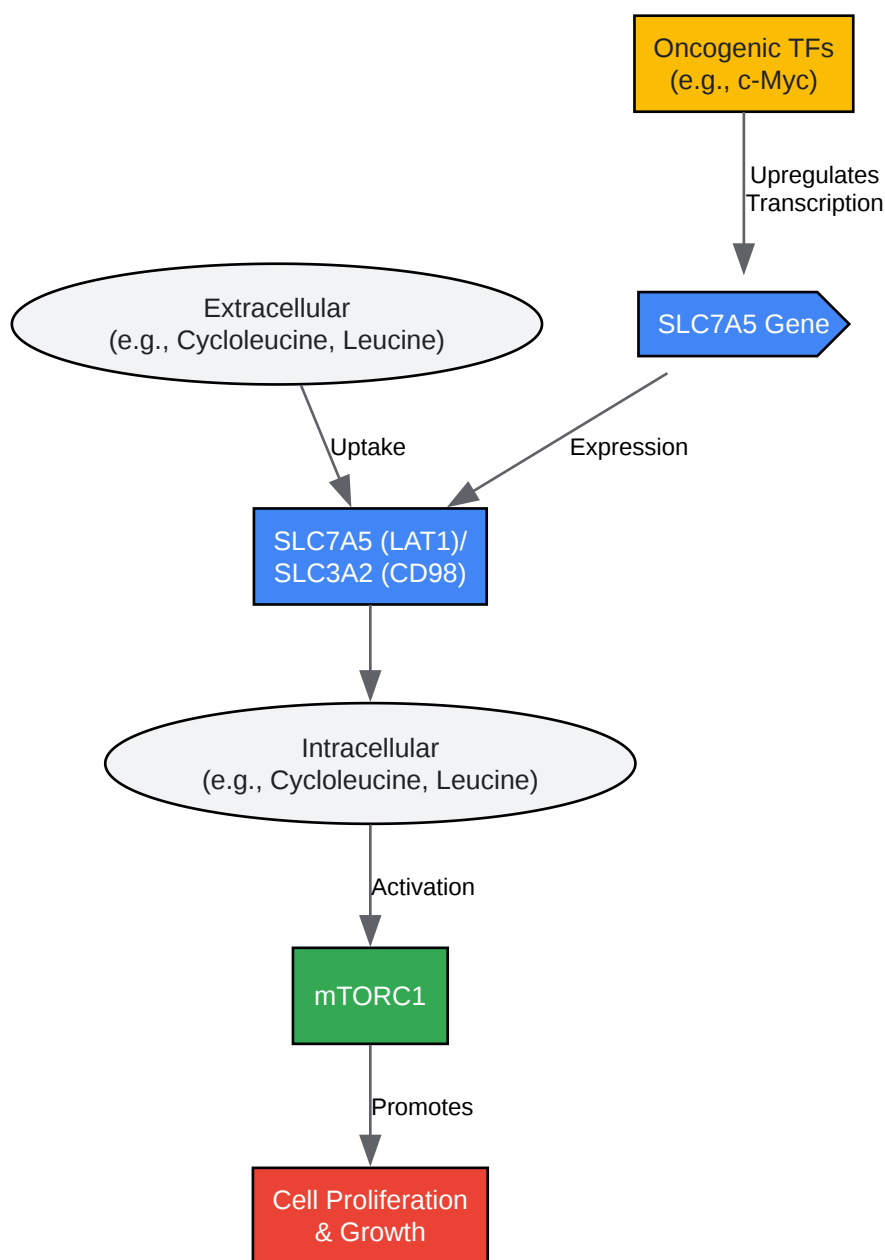 Oncogenic TFs
(e.g., c-Myc)
Upregulates
Transcription
Extracellular
(e.g., Cycloleucine, Leucine)
SLC7A5 Gene
Uptake
Expression
SLC7A5 (LAT1)/
SLC3A2 (CD98)
Intracellular
(e.g., Cycloleucine, Leucine)
Activation
mTORC1
Promotes
Cell Proliferation
& Growth